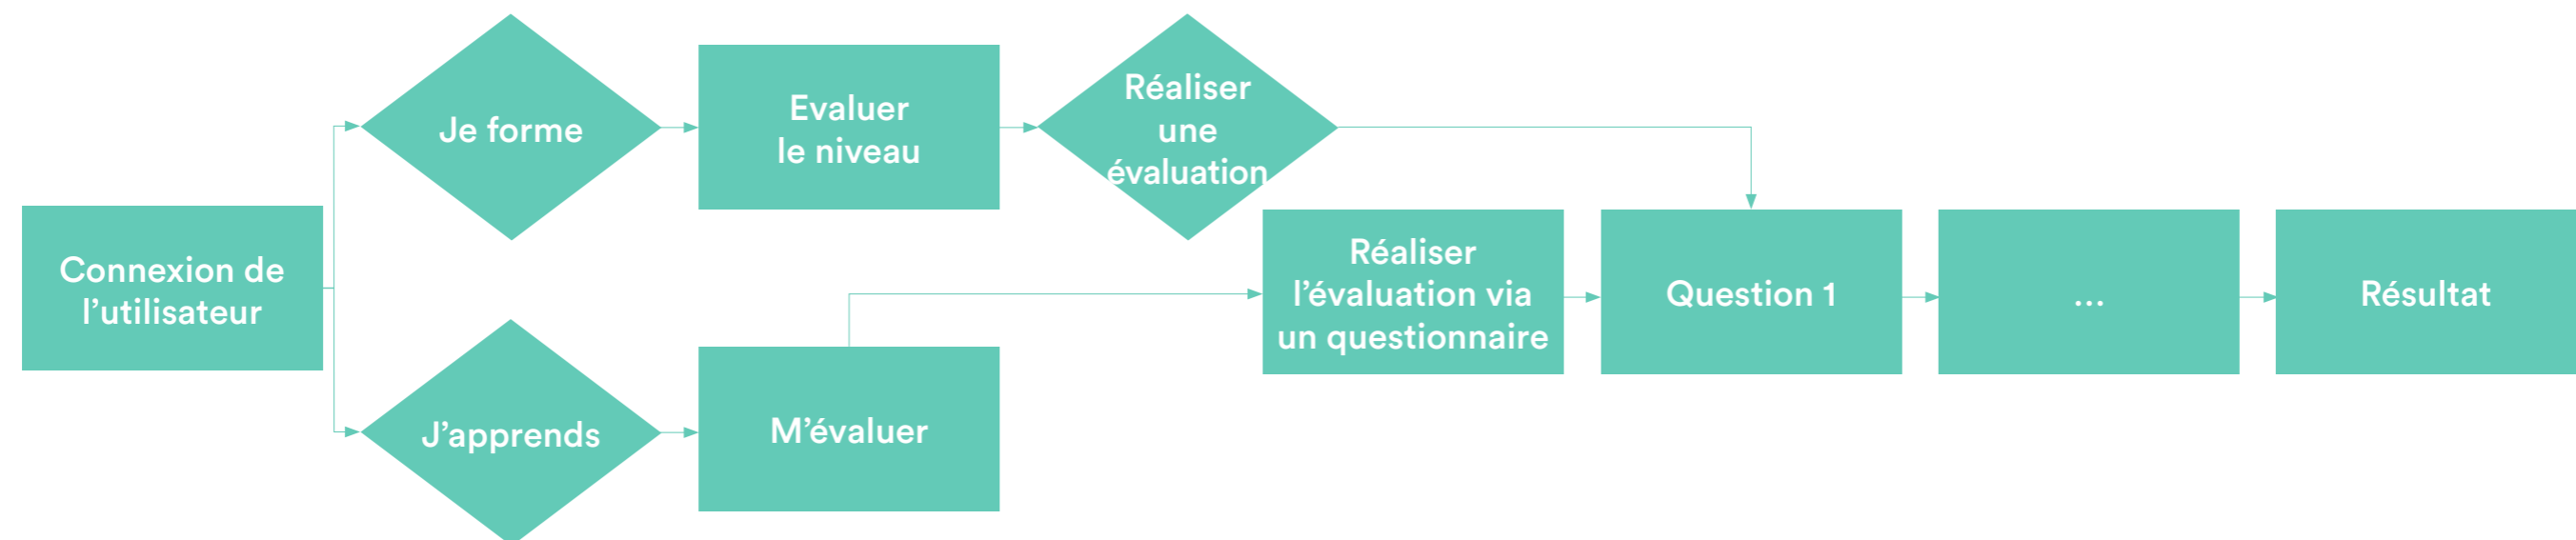 Je forme
Evaluer
le niveau
Réaliser
une
évaluation
Connexion de
l’utilisateur
Réaliser
l’évaluation via
un questionnaire
Question 1
...
Résultat
J’apprends
M’évaluer